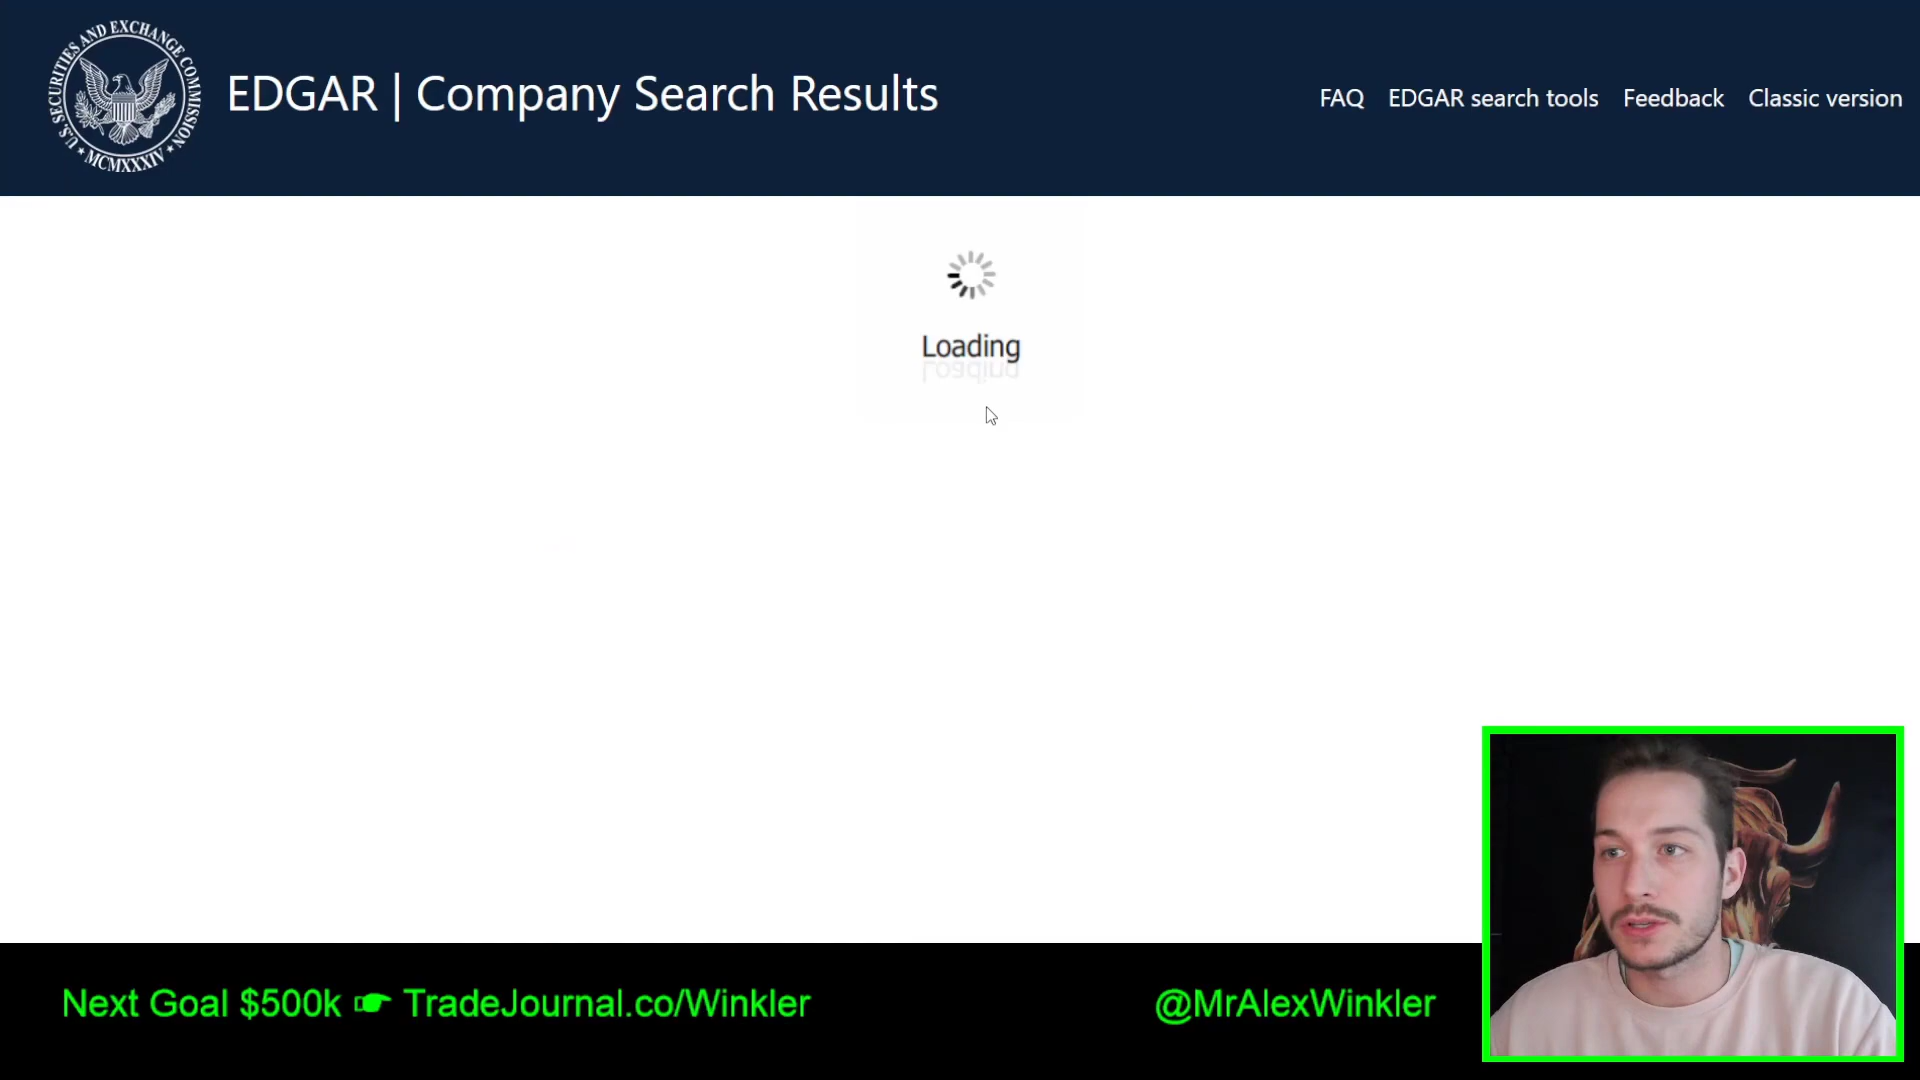 U.S. SECURITIES AND EXCHANGE COMMISSION
MCMXXXIV
EDGAR | Company Search Results
FAQ
EDGAR search tools
Feedback
Classic version
Loading
Next Goal $500k ☛ TradeJournal.co/Winkler
@MrAlexWinkler